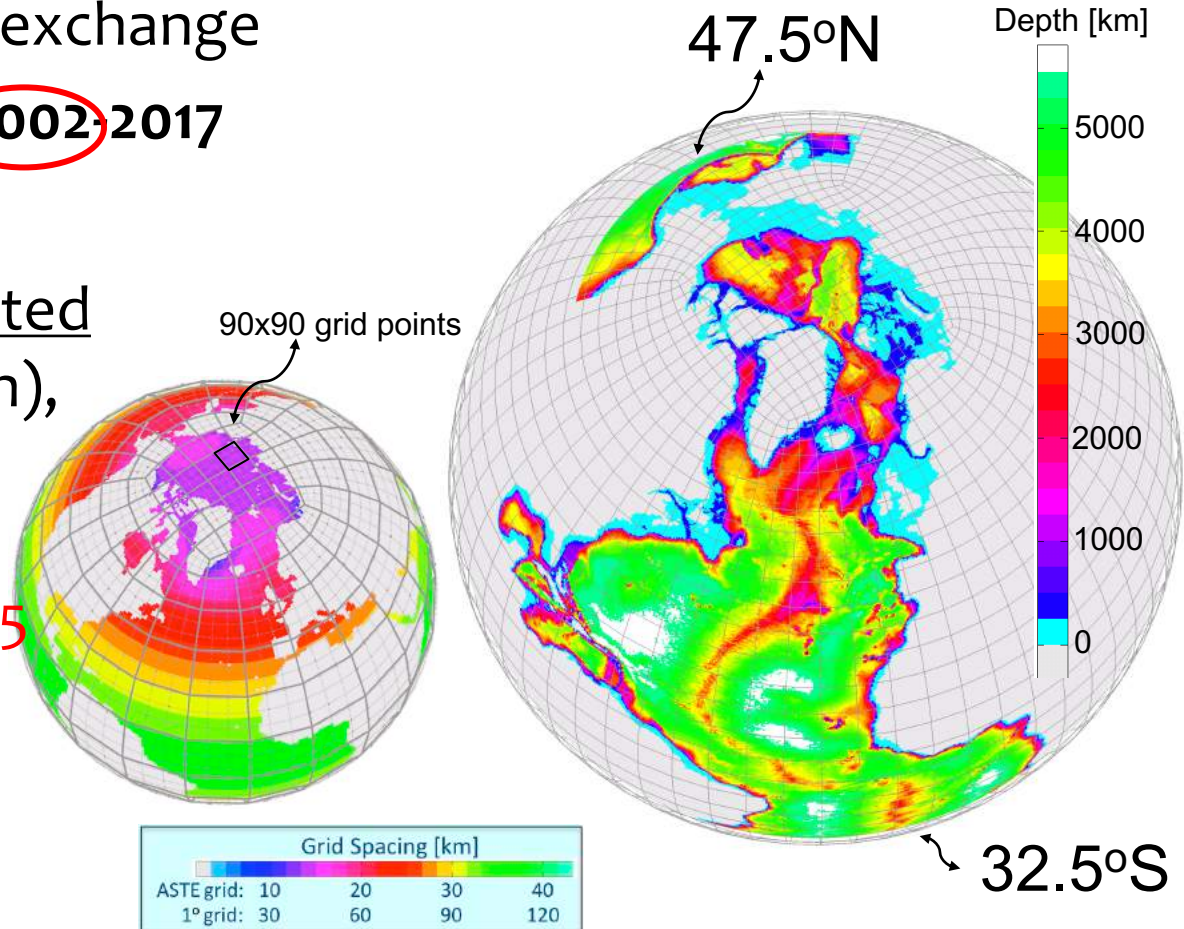 exchange
002-2017
ted
n),
5
90x90 grid points
47.5ºN
Depth [km]
5000
4000
3000
2000
1000
0
32.5ºS
Grid Spacing [km]
ASTE grid: 10 20 30 40
1º grid: 30 60 90 120